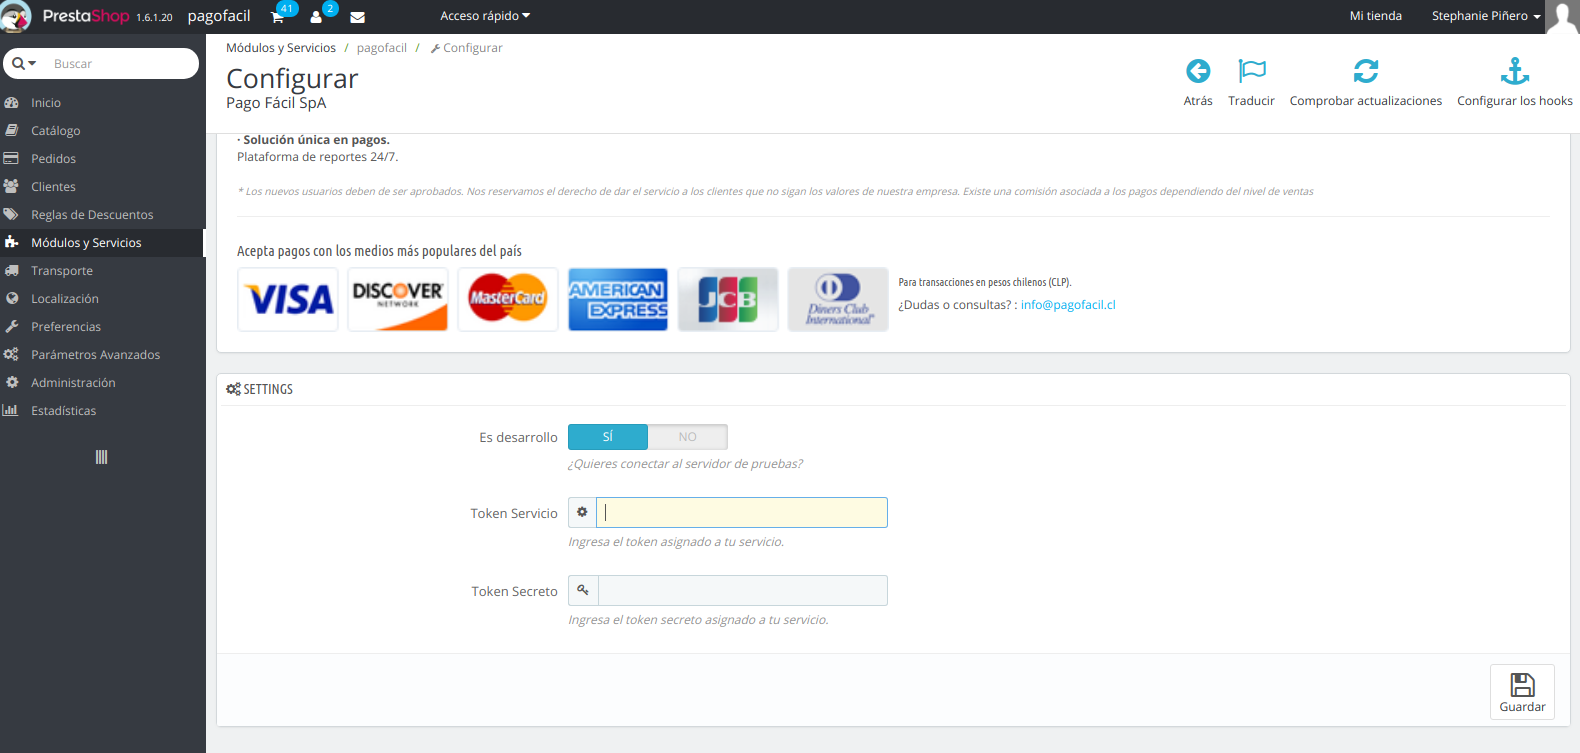 PrestaShop 1.6.1.20 pagofacil 41 2 Acceso rápido Mi tienda Stephanie Piñero
Buscar
Inicio
Catálogo
Pedidos
Clientes
Reglas de Descuentos
Módulos y Servicios
Transporte
Localización
Preferencias
Parámetros Avanzados
Administración
Estadísticas
Módulos y Servicios / pagofacil / Configurar
Configurar
Pago Fácil SpA
Atrás Traducir Comprobar actualizaciones Configurar los hooks
· Solución única en pagos.
Plataforma de reportes 24/7.
* Los nuevos usuarios deben de ser aprobados. Nos reservamos el derecho de dar el servicio a los clientes que no sigan los valores de nuestra empresa. Existe una comisión asociada a los pagos dependiendo del nivel de ventas
Acepta pagos con los medios más populares del país
VISA
DISCOVER
NETWORK
MasterCard
AMERICAN
EXPRESS
JCB
Diners Club
International
Para transacciones en pesos chilenos (CLP).
¿Dudas o consultas? : info@pagofacil.cl
SETTINGS
Es desarrollo SÍ NO
¿Quieres conectar al servidor de pruebas?
Token Servicio
Ingresa el token asignado a tu servicio.
Token Secreto
Ingresa el token secreto asignado a tu servicio.
Guardar